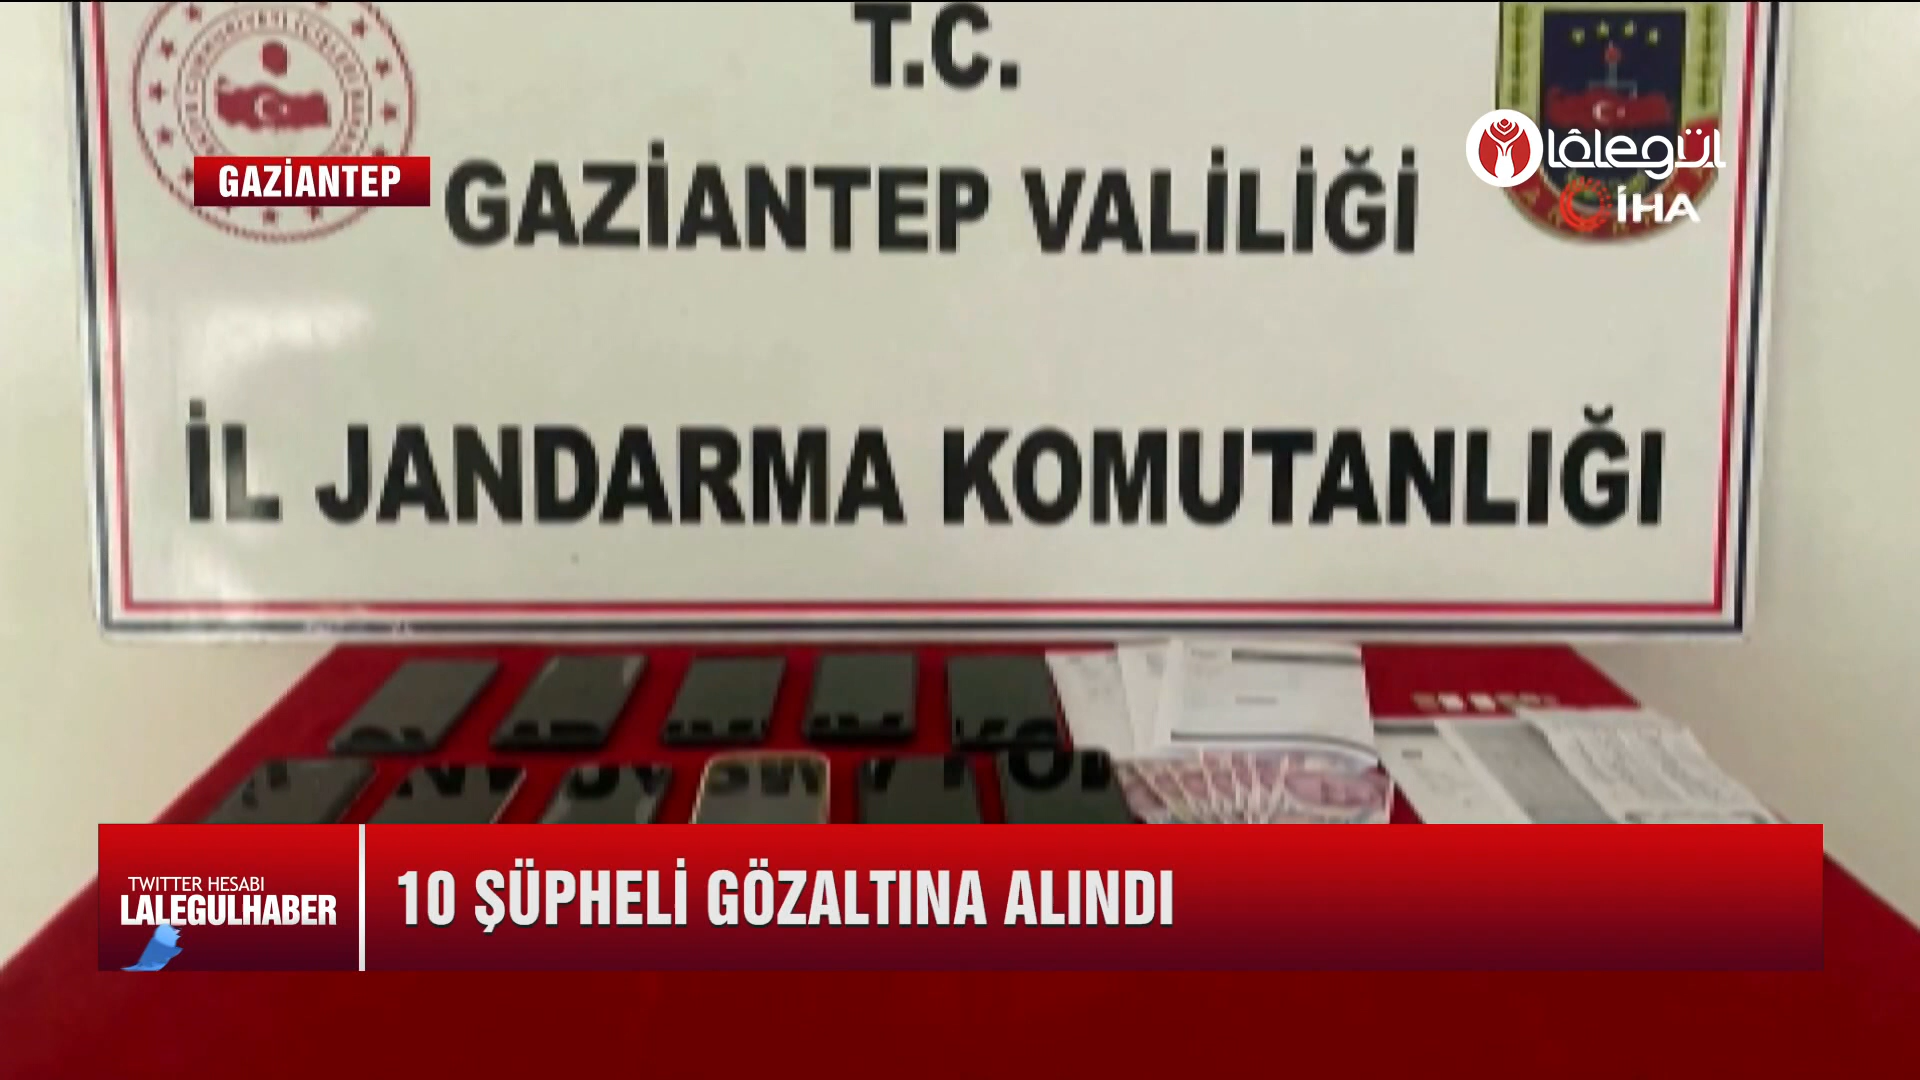 T.C.
GAZİANTEP VALİLİĞİ
İL JANDARMA KOMUTANLIĞI
GAZİANTEP
lâlegül
İHA
TWITTER HESABI
LALEGULHABER
10 ŞÜPHELİ GÖZALTINA ALINDI